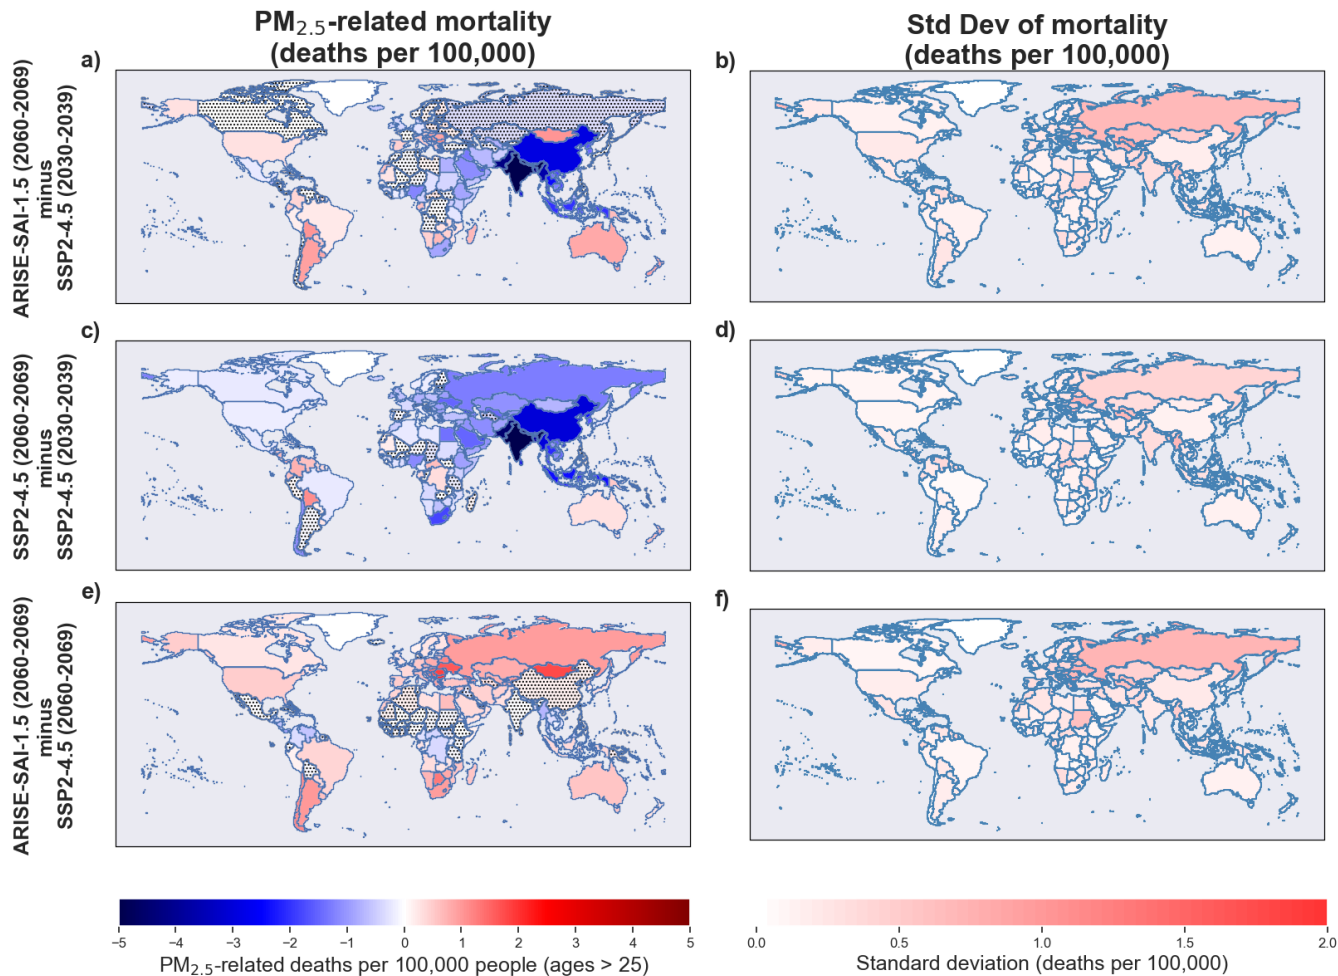 PM2.5-related mortality
(deaths per 100,000)
Std Dev of mortality
(deaths per 100,000)
a)
b)
ARISE-SAI-1.5 (2060-2069)
minus
SSP2-4.5 (2030-2039)
c)
d)
SSP2-4.5 (2060-2069)
minus
SSP2-4.5 (2030-2039)
e)
f)
ARISE-SAI-1.5 (2060-2069)
minus
SSP2-4.5 (2060-2069)
−5 −4 −3 −2 −1 0 1 2 3 4 5
PM2.5-related deaths per 100,000 people (ages > 25)
0.0 0.5 1.0 1.5 2.0
Standard deviation (deaths per 100,000)